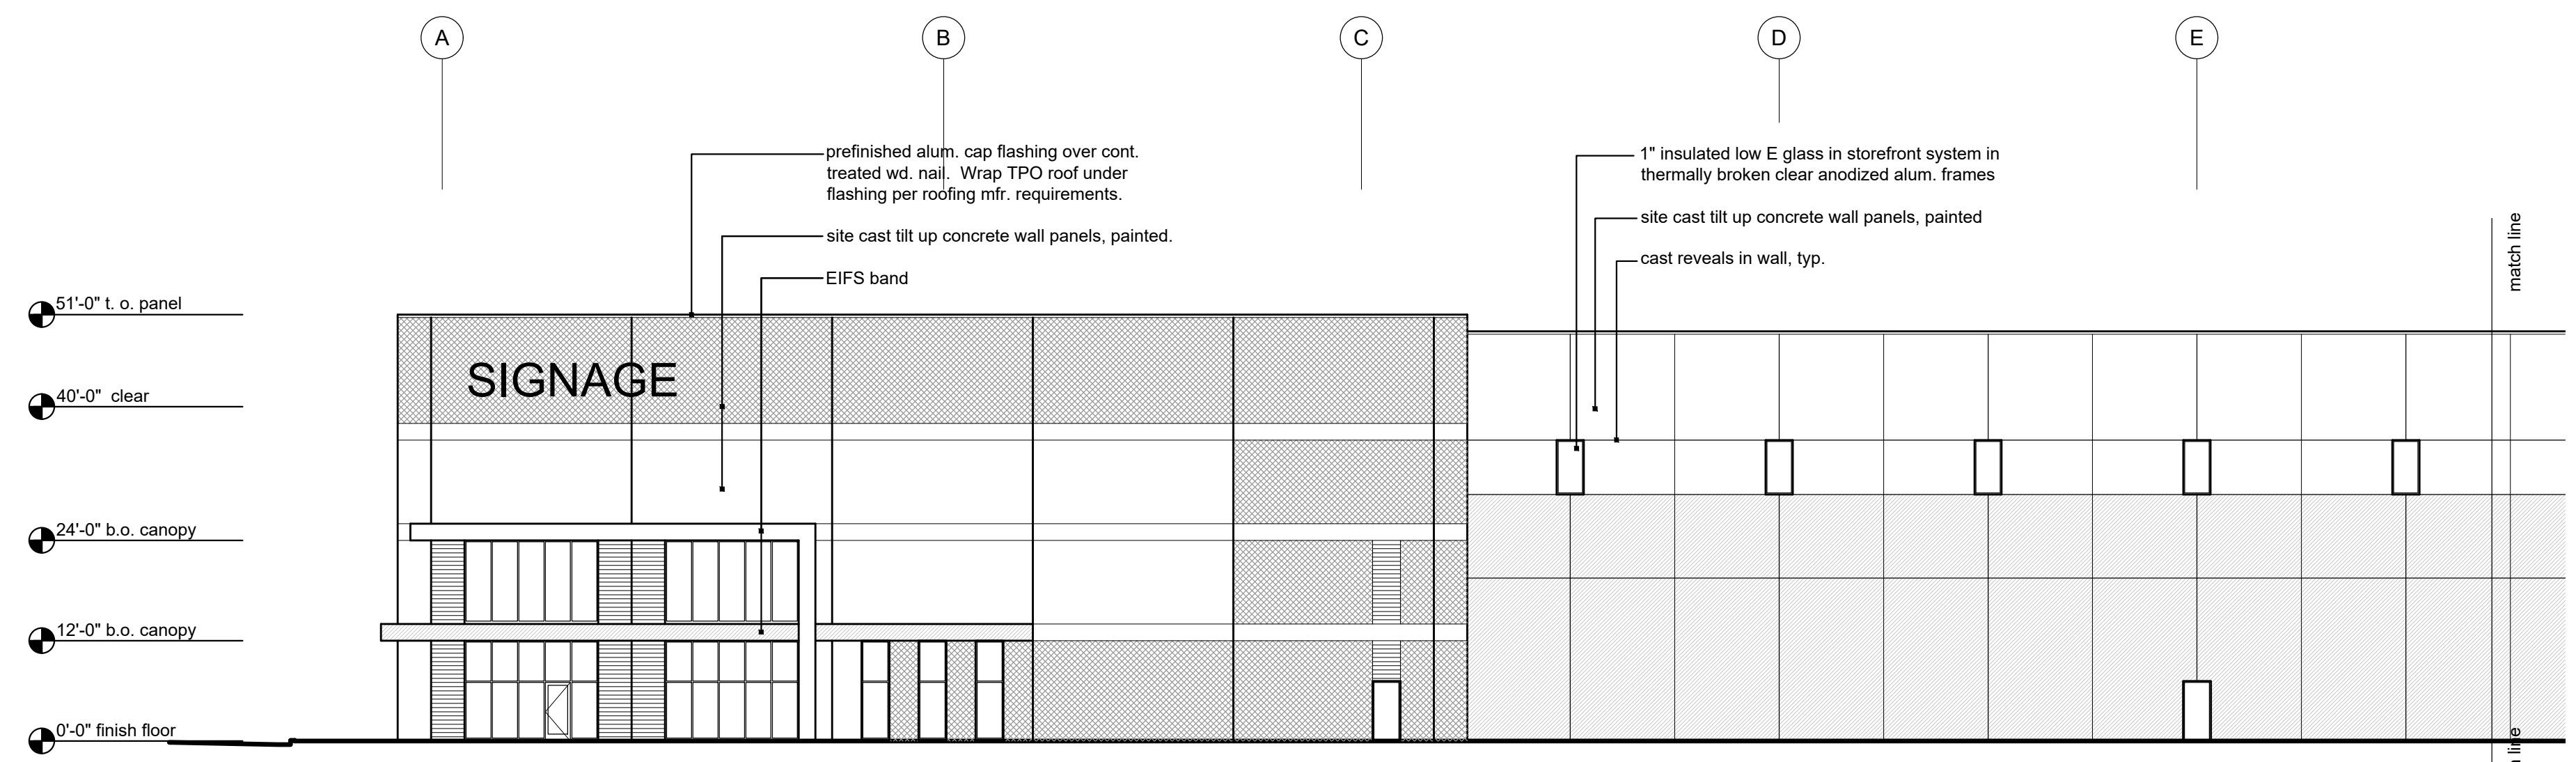 A
B
C
D
E
prefinished alum. cap flashing over cont.
treated wd. nail.  Wrap TPO roof under
flashing per roofing mfr. requirements.
site cast tilt up concrete wall panels, painted.
EIFS band
1" insulated low E glass in storefront system in
thermally broken clear anodized alum. frames
site cast tilt up concrete wall panels, painted
cast reveals in wall, typ.
match line
51'-0" t. o. panel
40'-0"  clear
24'-0" b.o. canopy
12'-0" b.o. canopy
0'-0" finish floor
SIGNAGE
line